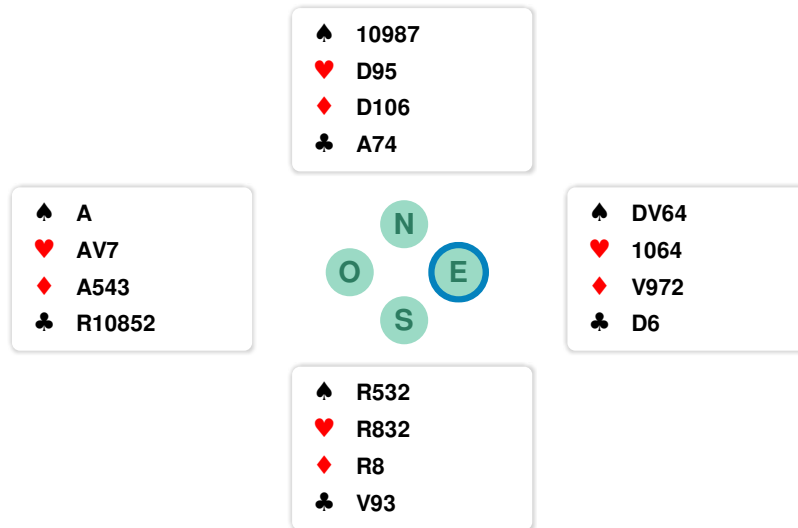 ♠ 10987
♥ D95
♦ D106
♣ A74
♠ A
♥ AV7
♦ A543
♣ R10852
N
O
E
S
♠ DV64
♥ 1064
♦ V972
♣ D6
♠ R532
♥ R832
♦ R8
♣ V93